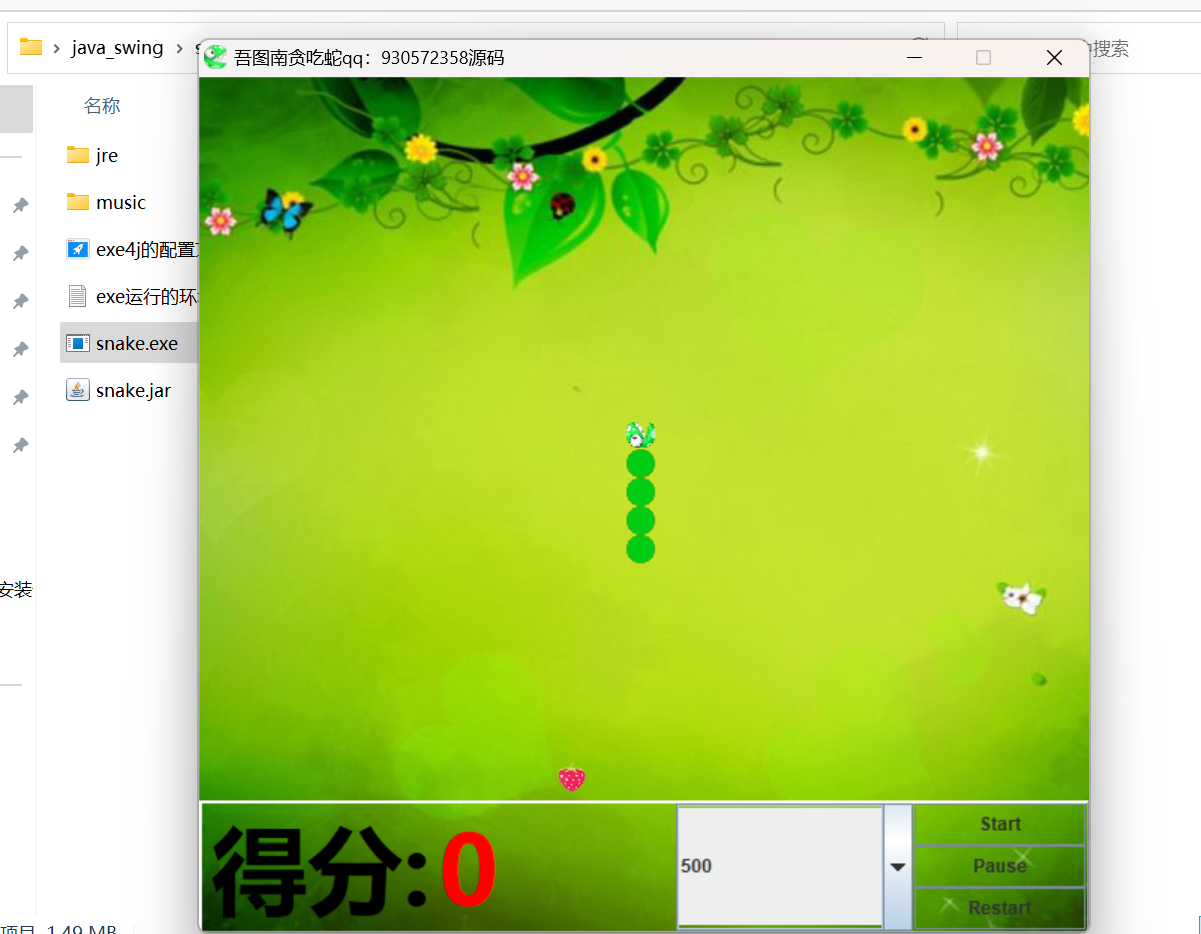 java_swing
吾图南贪吃蛇qq：930572358源码
搜索
名称
jre
music
exe4j的配置
exe运行的环
snake.exe
snake.jar
安装
得分:0
500
Start
Pause
Restart
项目 1.49 MB